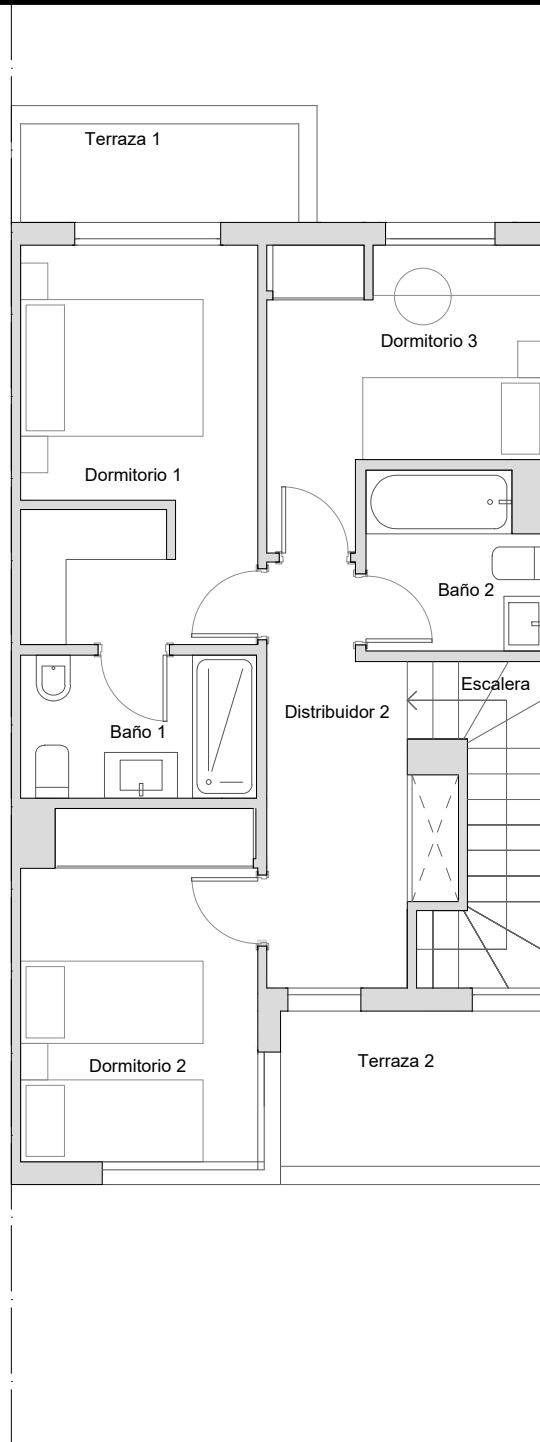 Terraza 1
Dormitorio 3
Dormitorio 1
Baño 2
Escalera
Distribuidor 2
Baño 1
Terraza 2
Dormitorio 2